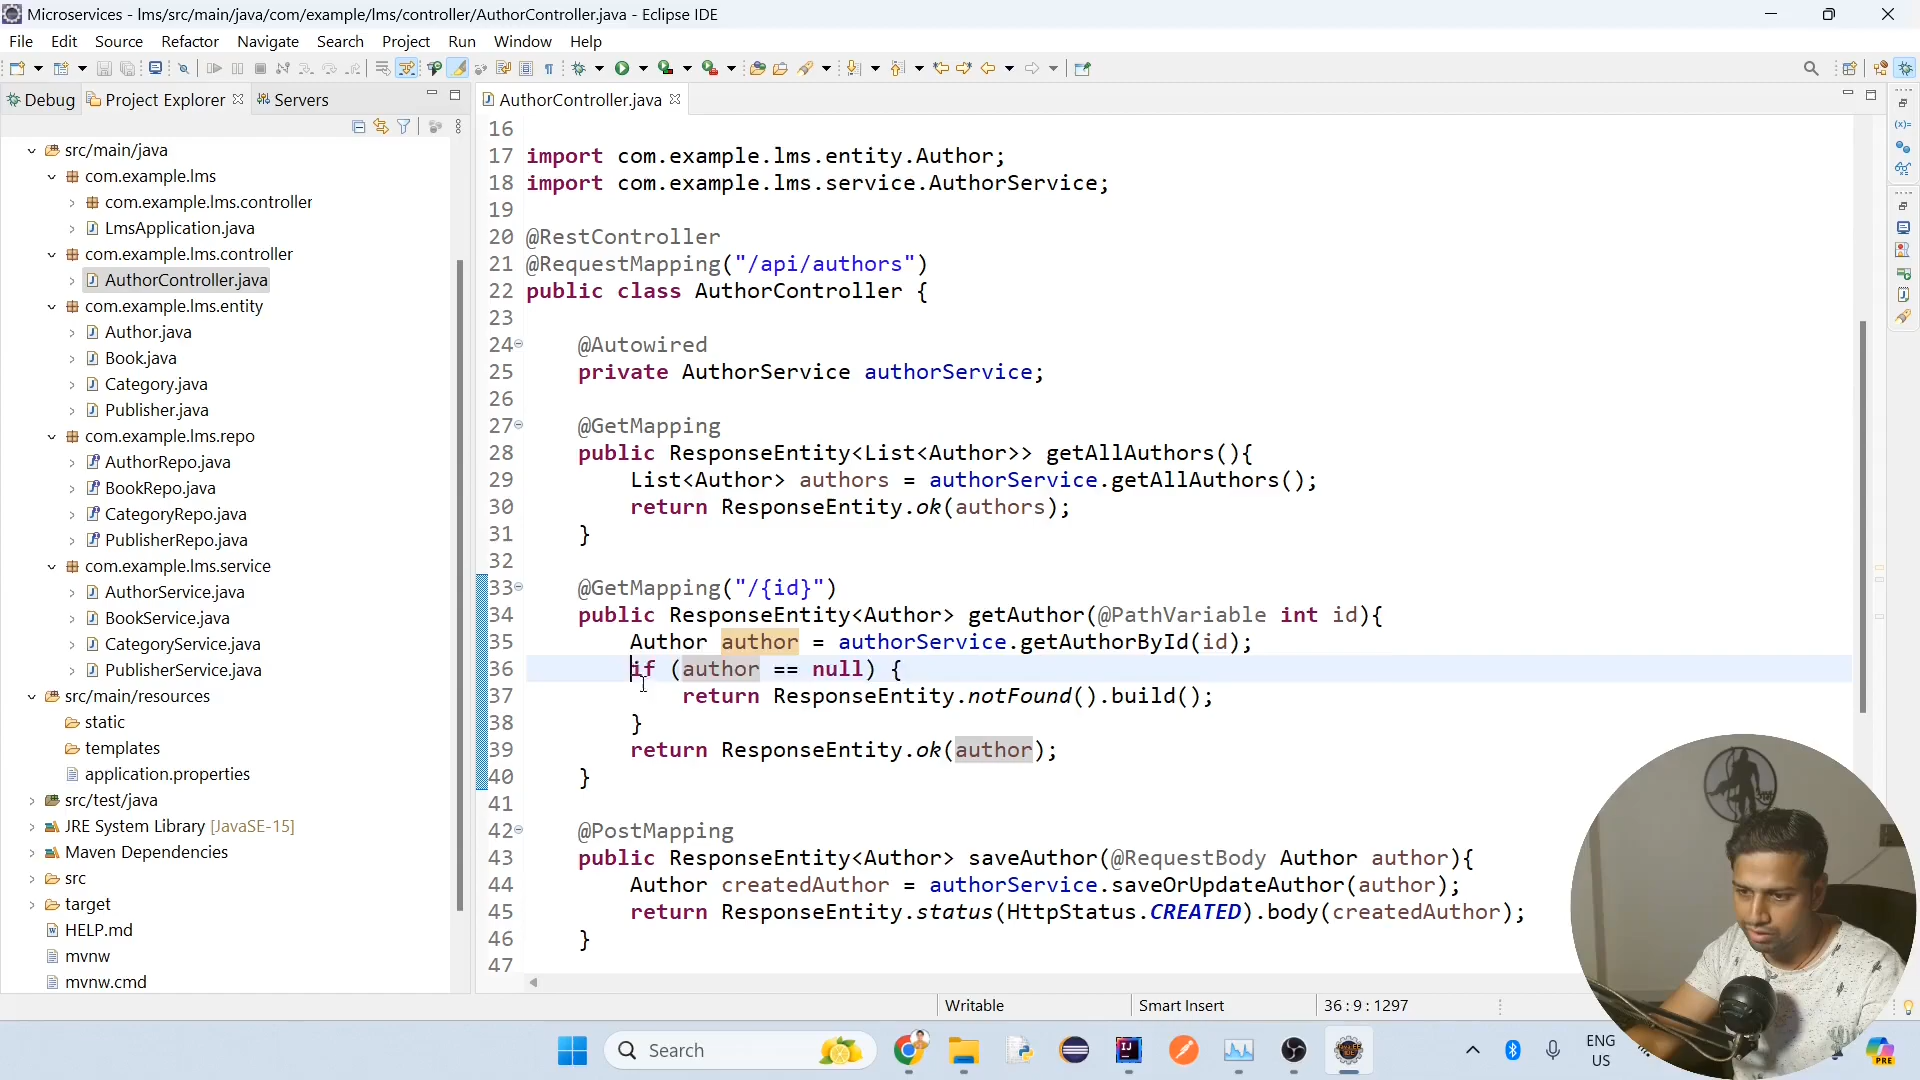 Microservices - lms/src/main/java/com/example/lms/controller/AuthorController.java - Eclipse IDE
File Edit Source Refactor Navigate Search Project Run Window Help
Debug Project Explorer Servers
AuthorController.java
src/main/java
com.example.lms
com.example.lms.controller
LmsApplication.java
com.example.lms.controller
AuthorController.java
com.example.lms.entity
Author.java
Book.java
Category.java
Publisher.java
com.example.lms.repo
AuthorRepo.java
BookRepo.java
CategoryRepo.java
PublisherRepo.java
com.example.lms.service
AuthorService.java
BookService.java
CategoryService.java
PublisherService.java
src/main/resources
static
templates
application.properties
src/test/java
JRE System Library [JavaSE-15]
Maven Dependencies
src
target
HELP.md
mvnw
mvnw.cmd
16
17 import com.example.lms.entity.Author;
18 import com.example.lms.service.AuthorService;
19
20 @RestController
21 @RequestMapping("/api/authors")
22 public class AuthorController {
23
24 @Autowired
25 private AuthorService authorService;
26
27 @GetMapping
28 public ResponseEntity<List<Author>> getAllAuthors(){
29 List<Author> authors = authorService.getAllAuthors();
30 return ResponseEntity.ok(authors);
31 }
32
33 @GetMapping("/{id}")
34 public ResponseEntity<Author> getAuthor(@PathVariable int id){
35 Author author = authorService.getAuthorById(id);
36 if (author == null) {
37 return ResponseEntity.notFound().build();
38 }
39 return ResponseEntity.ok(author);
40 }
41
42 @PostMapping
43 public ResponseEntity<Author> saveAuthor(@RequestBody Author author){
44 Author createdAuthor = authorService.saveOrUpdateAuthor(author);
45 return ResponseEntity.status(HttpStatus.CREATED).body(createdAuthor);
46 }
47
Writable Smart Insert 36 : 9 : 1297
Search
ENG
US
PRE